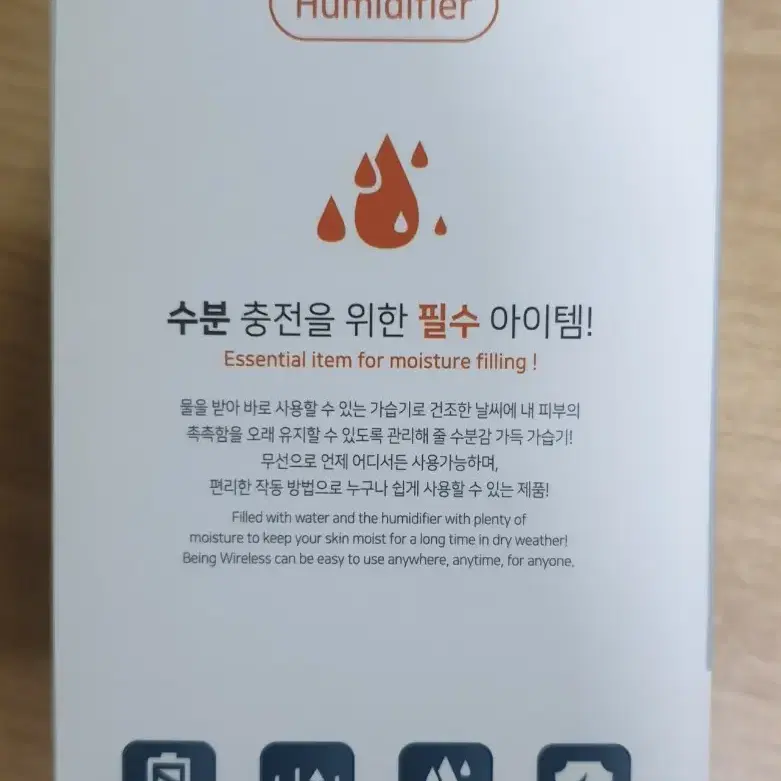 Humidifier
수분 충전을 위한 필수 아이템!
Essential item for moisture filling !
물을 받아 바로 사용할 수 있는 가습기로 건조한 날씨에 내 피부의
촉촉함을 오래 유지할 수 있도록 관리해 줄 수분감 가득 가습기!
무선으로 언제 어디서든 사용가능하며,
편리한 작동 방법으로 누구나 쉽게 사용할 수 있는 제품!
Filled with water and the humidifier with plenty of
moisture to keep your skin moist for a long time in dry weather!
Being Wireless can be easy to use anywhere, anytime, for anyone.